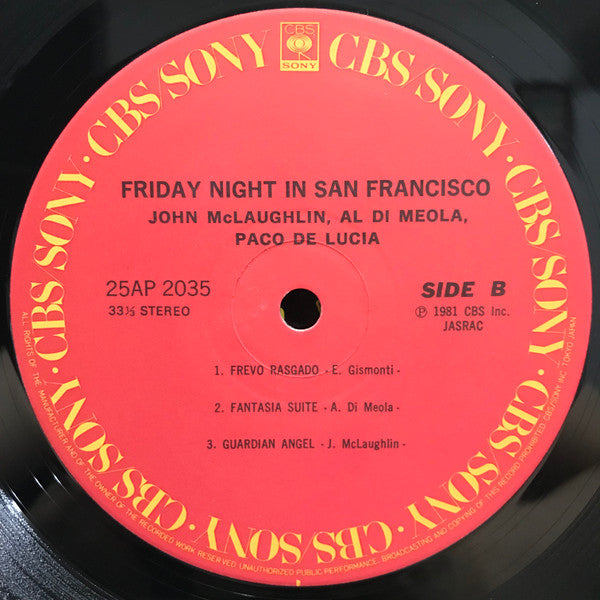 CBS
SONY
CBS/SONY · CBS/SONY · CBS/SONY · CBS/SONY · CBS/SONY · CBS/SONY · CBS/SONY
FRIDAY NIGHT IN SAN FRANCISCO
JOHN McLAUGHLIN, AL DI MEOLA,
PACO DE LUCIA
25AP 2035
33⅓ STEREO
SIDE B
Ⓟ 1981 CBS Inc.
JASRAC
1. FREVO RASGADO - E. Gismonti -
2. FANTASIA SUITE - A. Di Meola -
3. GUARDIAN ANGEL - J. McLaughlin -
ALL RIGHTS OF THE MANUFACTURER AND OF THE OWNER OF THE RECORDED WORK RESERVED UNAUTHORIZED PUBLIC PERFORMANCE. BROADCASTING AND COPYING OF THIS RECORD PROHIBITED. CBS/SONY INC. TOKYO JAPAN